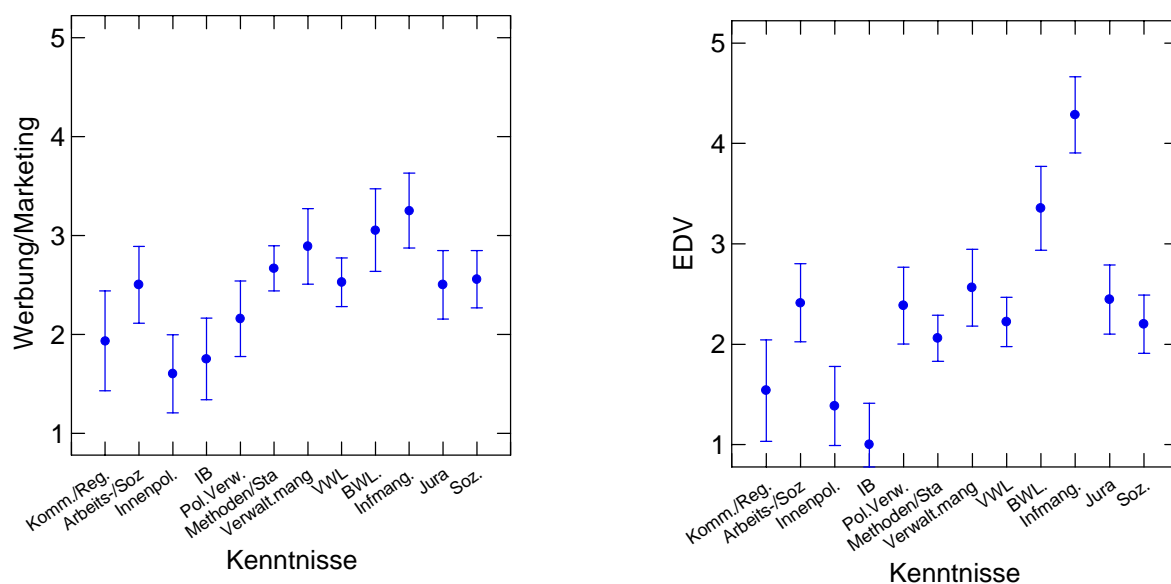 5
4
3
2
1
Werbung/Marketing
Komm./Reg.
Arbeits-/Soz
Innenpol.
IB
Pol.Verw.
Methoden/Sta
Verwalt.mang
VWL
BWL.
Infmang.
Jura
Soz.
Kenntnisse
5
4
3
2
1
EDV
Komm./Reg.
Arbeits-/Soz
Innenpol.
IB
Pol.Verw.
Methoden/Sta
Verwalt.mang
VWL
BWL.
Infmang.
Jura
Soz.
Kenntnisse